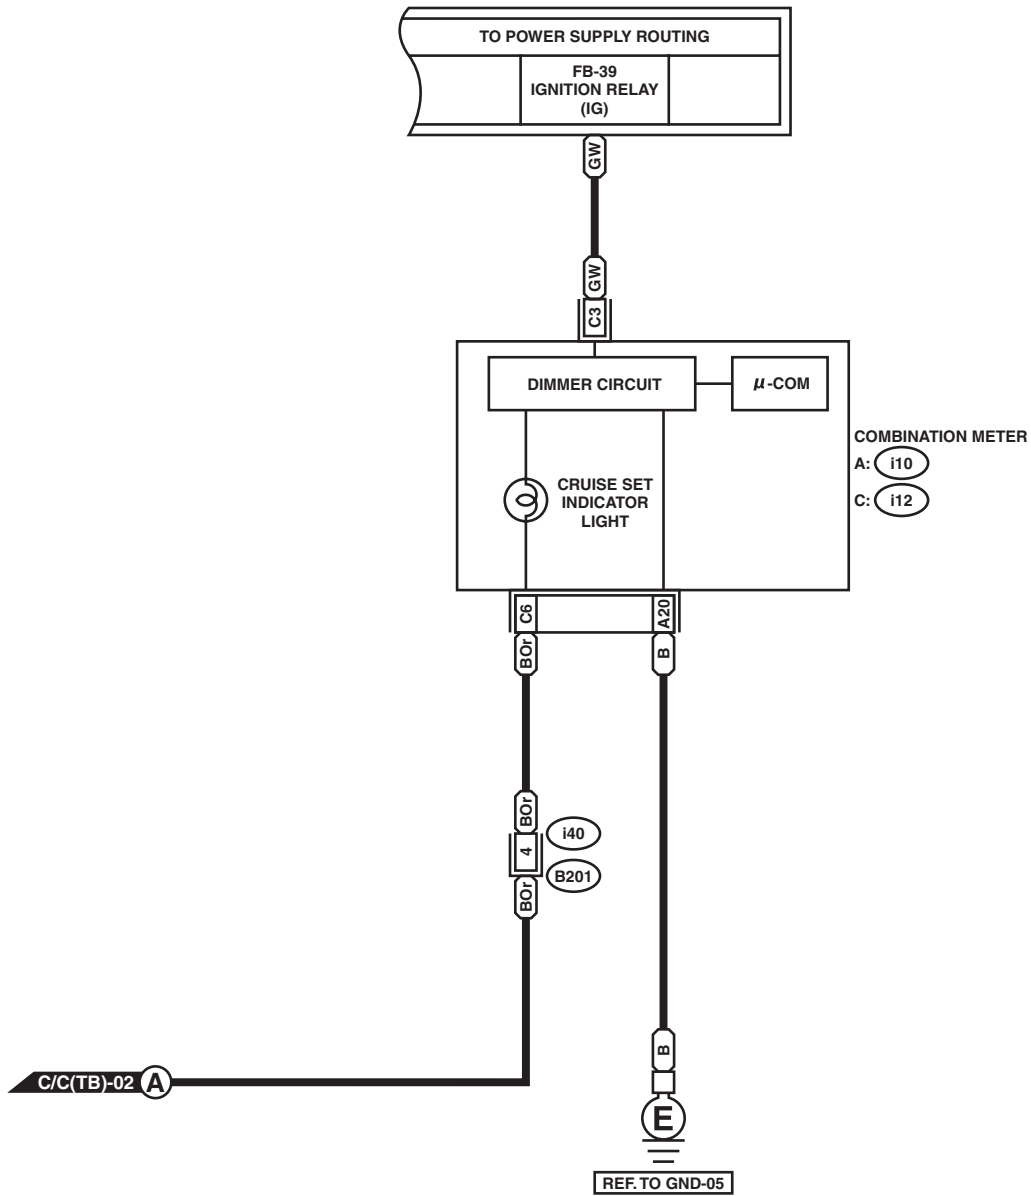 TO POWER SUPPLY ROUTING
FB-39
IGNITION RELAY
(IG)
GW
GW
C3
DIMMER CIRCUIT
μ-COM
COMBINATION METER
A: i10
C: i12
CRUISE SET
INDICATOR
LIGHT
C6
A20
BOr
B
BOr
i40
4
B201
BOr
B
C/C(TB)-02 A
E
REF. TO GND-05